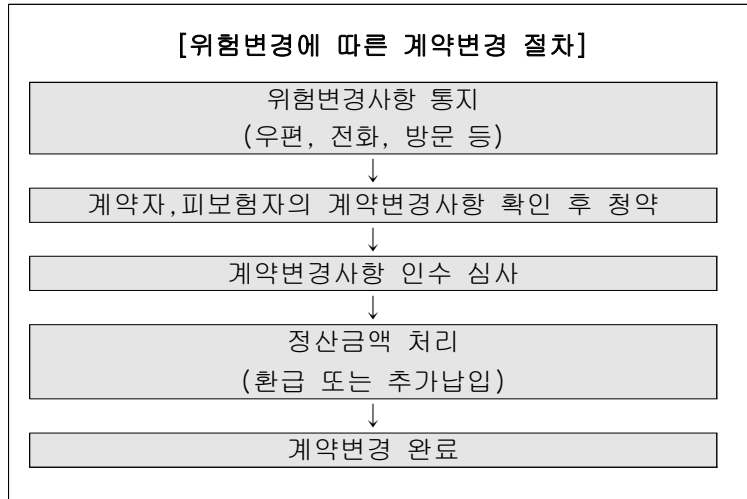 [위험변경에 따른 계약변경 절차]
위험변경사항 통지
(우편, 전화, 방문 등)
↓
계약자,피보험자의 계약변경사항 확인 후 청약
↓
계약변경사항 인수 심사
↓
정산금액 처리
(환급 또는 추가납입)
↓
계약변경 완료